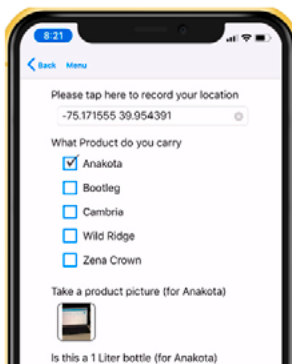 8:21
Back Menu
Please tap here to record your location
-75.171555 39.954391
What Product do you carry
Anakota
Bootleg
Cambria
Wild Ridge
Zena Crown
Take a product picture (for Anakota)
Is this a 1 Liter bottle (for Anakota)